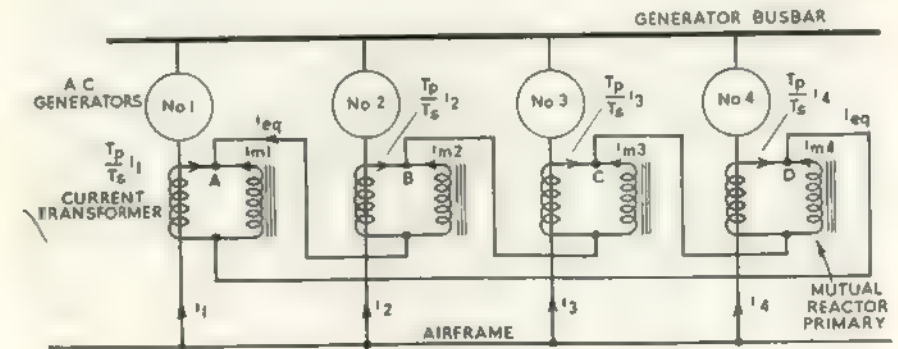 GENERATOR BUSBAR
A C
GENERATORS
No 1
No 2
No 3
No 4
Tp
Ts
I1
Tp
Ts
I2
Tp
Ts
I3
Tp
Ts
I4
Ieq
Ieq
Im1
Im2
Im3
Im4
A
B
C
D
CURRENT
TRANSFORMER
I1
I2
I3
I4
MUTUAL
REACTOR
PRIMARY
AIRFRAME